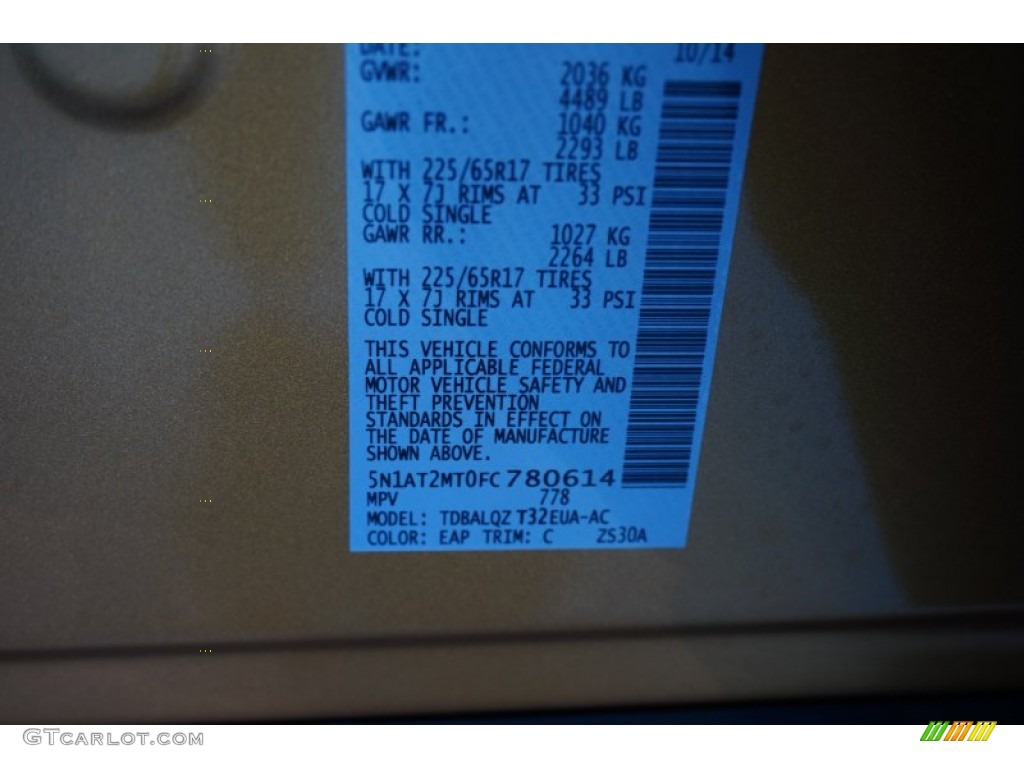 DATE: 10/14
GVWR: 2036 KG
4489 LB
GAWR FR.: 1040 KG
2293 LB
WITH 225/65R17 TIRES
17 X 7J RIMS AT 33 PSI
COLD SINGLE
GAWR RR.: 1027 KG
2264 LB
WITH 225/65R17 TIRES
17 X 7J RIMS AT 33 PSI
COLD SINGLE
THIS VEHICLE CONFORMS TO
ALL APPLICABLE FEDERAL
MOTOR VEHICLE SAFETY AND
THEFT PREVENTION
STANDARDS IN EFFECT ON
THE DATE OF MANUFACTURE
SHOWN ABOVE.
5N1AT2MT0FC780614
MPV 778
MODEL: TDBALQZ T32EUA-AC
COLOR: EAP TRIM: C ZS30A
GTCarLot.com